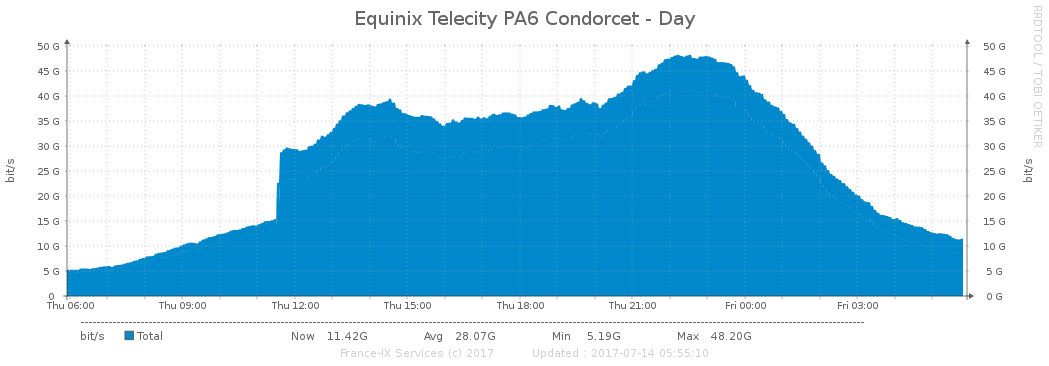 Equinix Telecity PA6 Condorcet - Day
RRDTOOL / TOBI OETIKER
bit/s
bit/s
50 G 50 G
45 G 45 G
40 G 40 G
35 G 35 G
30 G 30 G
25 G 25 G
20 G 20 G
15 G 15 G
10 G 10 G
5 G 5 G
0 0 G
Thu 06:00 Thu 09:00 Thu 12:00 Thu 15:00 Thu 18:00 Thu 21:00 Fri 00:00 Fri 03:00
bit/s Total Now 11.42G Avg 28.07G Min 5.19G Max 48.20G
France-IX Services (c) 2017 Updated : 2017-07-14 05:55:10